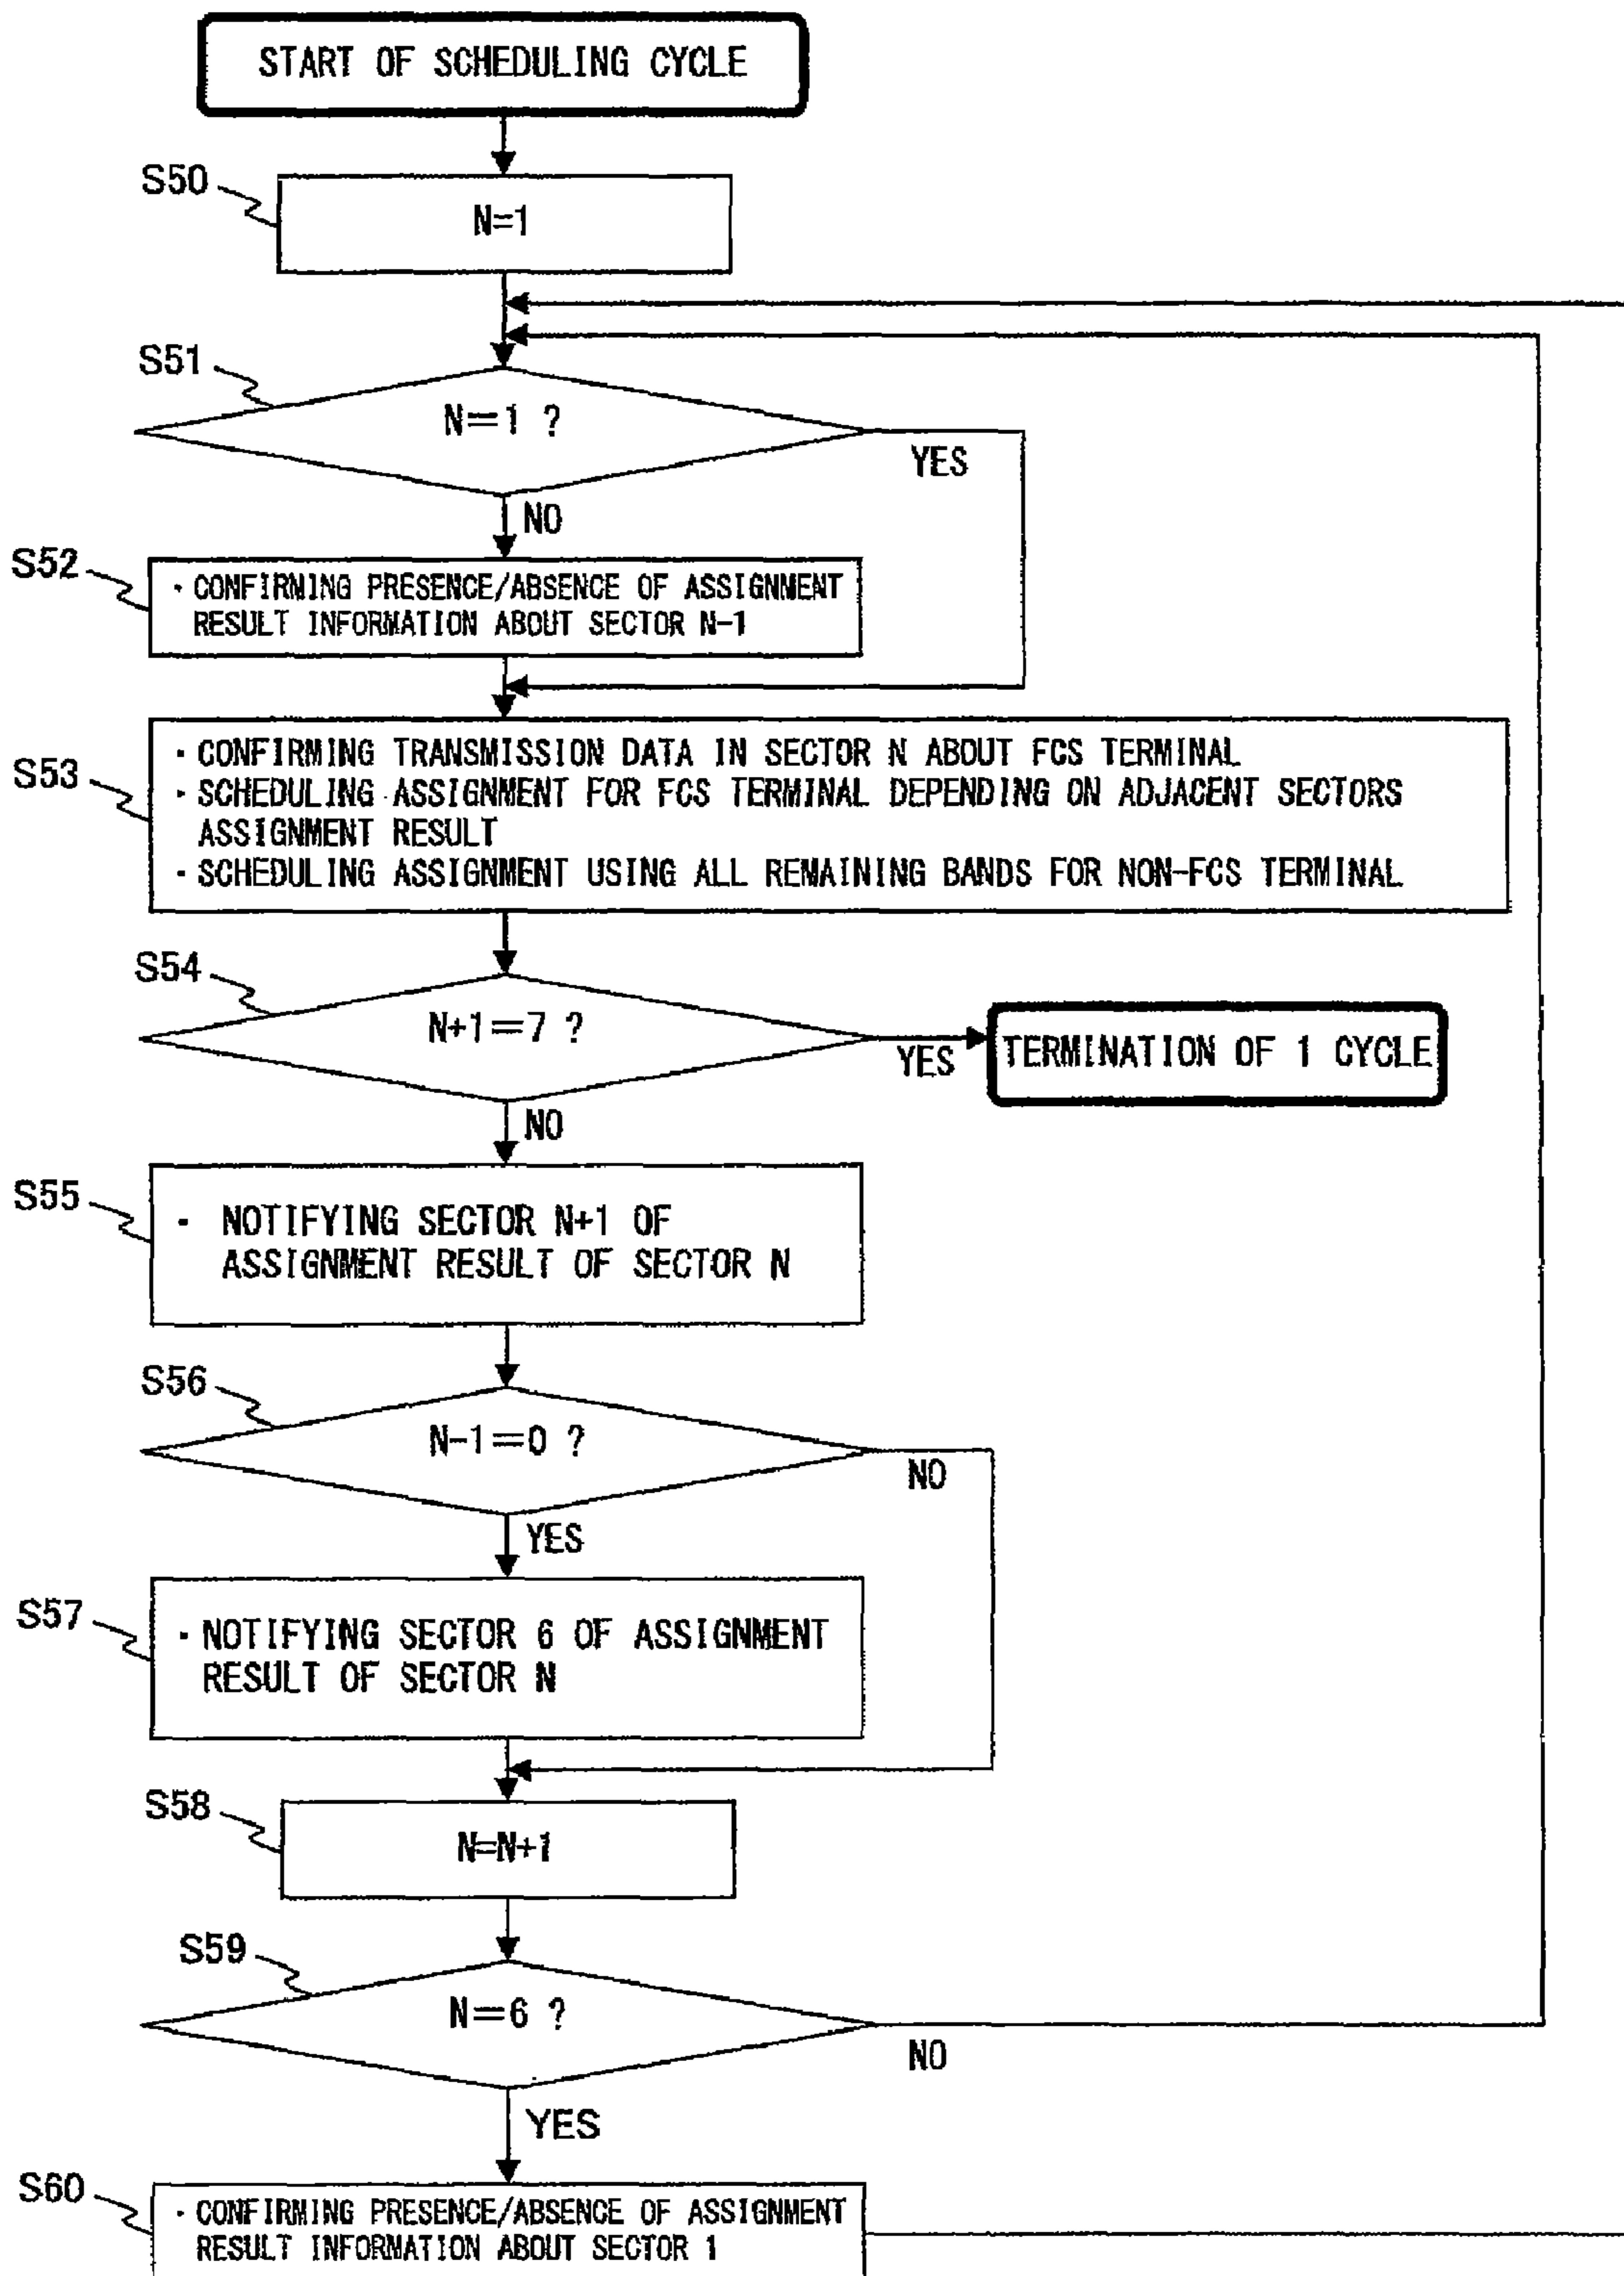 START OF SCHEDULING CYCLE
S50
N=1
S51
N=1 ?
YES
NO
S52
・CONFIRMING PRESENCE/ABSENCE OF ASSIGNMENT
RESULT INFORMATION ABOUT SECTOR N-1
S53
・CONFIRMING TRANSMISSION DATA IN SECTOR N ABOUT FCS TERMINAL
・SCHEDULING ASSIGNMENT FOR FCS TERMINAL DEPENDING ON ADJACENT SECTORS
ASSIGNMENT RESULT
・SCHEDULING ASSIGNMENT USING ALL REMAINING BANDS FOR NON-FCS TERMINAL
S54
N+1=7 ?
YES
TERMINATION OF 1 CYCLE
NO
S55
・NOTIFYING SECTOR N+1 OF
ASSIGNMENT RESULT OF SECTOR N
S56
N-1=0 ?
NO
YES
S57
・NOTIFYING SECTOR 6 OF ASSIGNMENT
RESULT OF SECTOR N
S58
N=N+1
S59
N=6 ?
NO
YES
S60
・CONFIRMING PRESENCE/ABSENCE OF ASSIGNMENT
RESULT INFORMATION ABOUT SECTOR 1